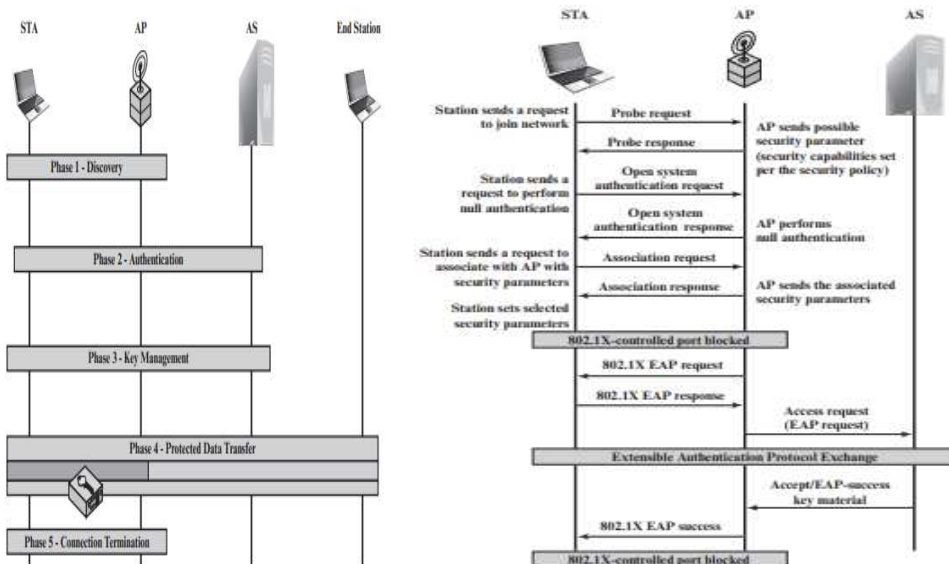 STA
AP
AS
End Station
Phase 1 - Discovery
Phase 2 - Authentication
Phase 3 - Key Management
Phase 4 - Protected Data Transfer
Phase 5 - Connection Termination
STA
AP
AS
Station sends a request
to join network
Probe request
AP sends possible
security parameter
(security capabilities set
per the security policy)
Probe response
Station sends a
request to perform
null authentication
Open system
authentication request
Open system
authentication response
AP performs
null authentication
Station sends a request to
associate with AP with
security parameters
Association request
Association response
AP sends the associated
security parameters
Station sets selected
security parameters
802.1X-controlled port blocked
802.1X EAP request
802.1X EAP response
Access request
(EAP request)
Extensible Authentication Protocol Exchange
Accept/EAP-success
key material
802.1X EAP success
802.1X-controlled port blocked